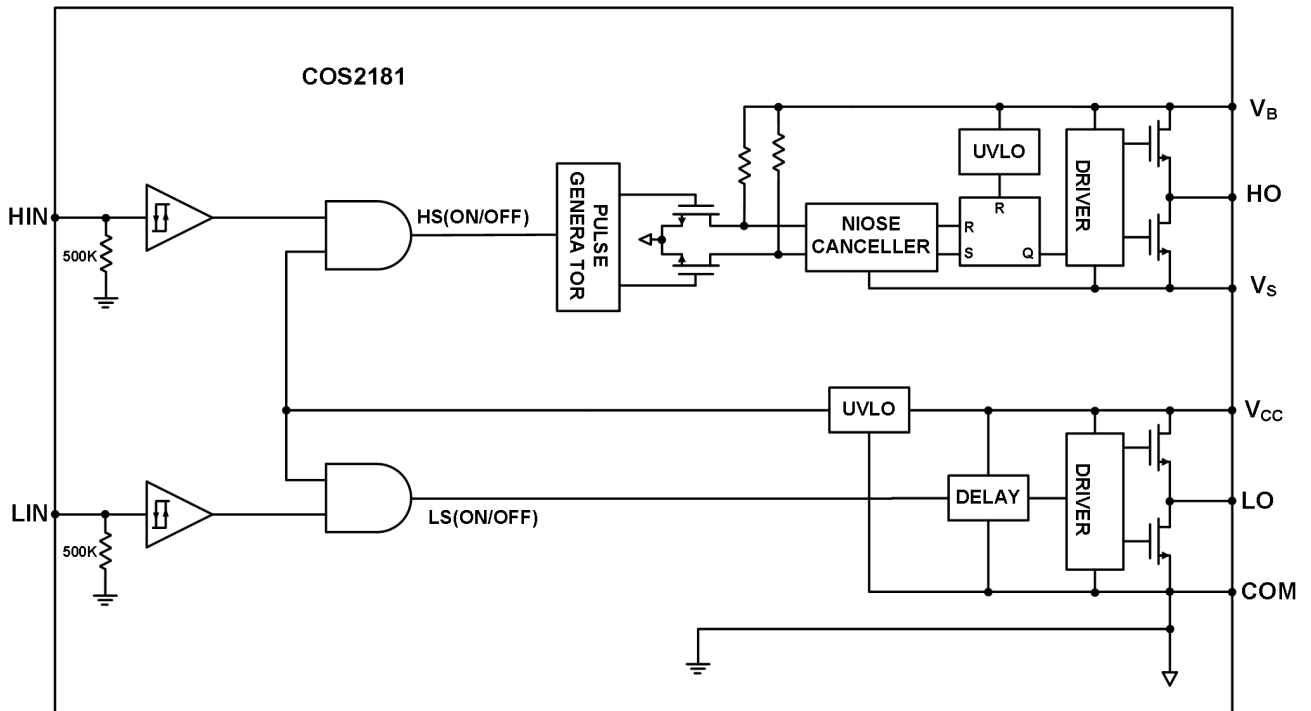 COS2181
V_B
UVLO
DRIVER
HIN
HS(ON/OFF)
PULSE
GENERA TOR
R
HO
NIOSE
CANCELLER
R
S
Q
500K
V_S
UVLO
V_CC
LIN
LS(ON/OFF)
DELAY
DRIVER
LO
500K
COM